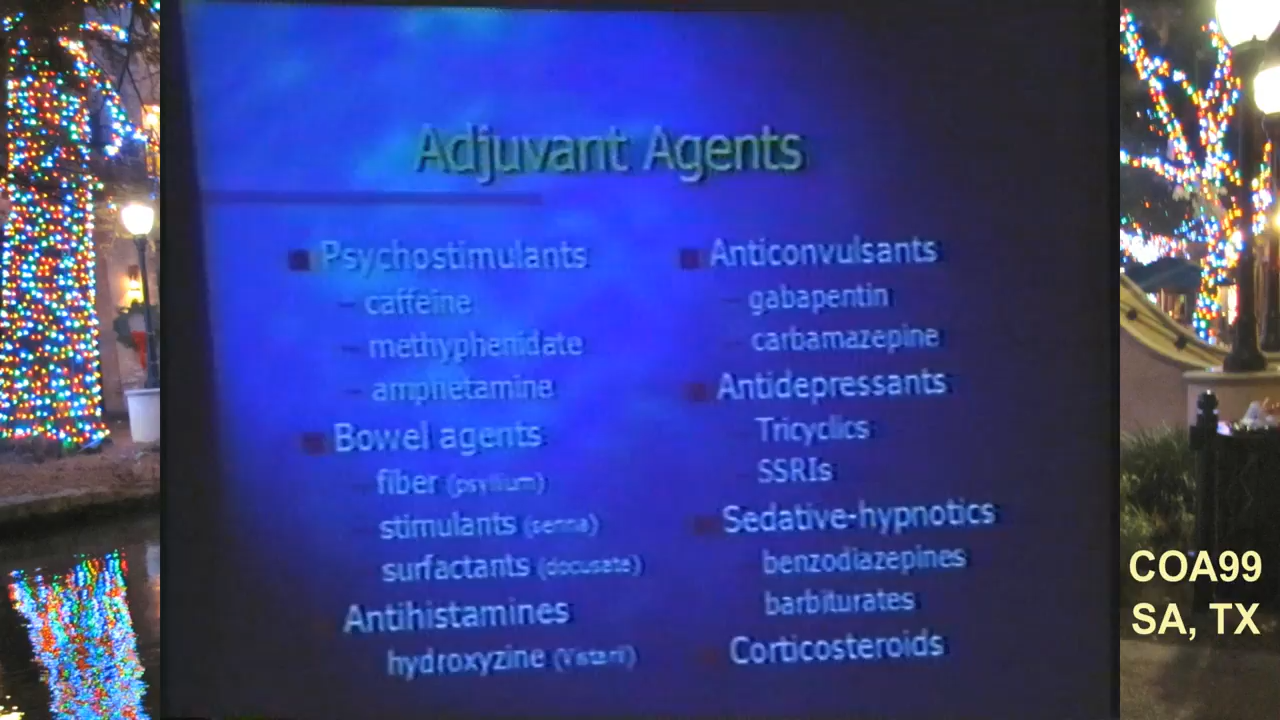 Adjuvant Agents
Psychostimulants
– caffeine
– methyphenidate
– amphetamine
Bowel agents
– fiber (psyllium)
– stimulants (senna)
surfactants (docusate)
Antihistamines
hydroxyzine (Vistaril)
Anticonvulsants
– gabapentin
– carbamazepine
Antidepressants
Tricyclics
SSRIs
Sedative-hypnotics
benzodiazepines
barbiturates
Corticosteroids
COA99
SA, TX